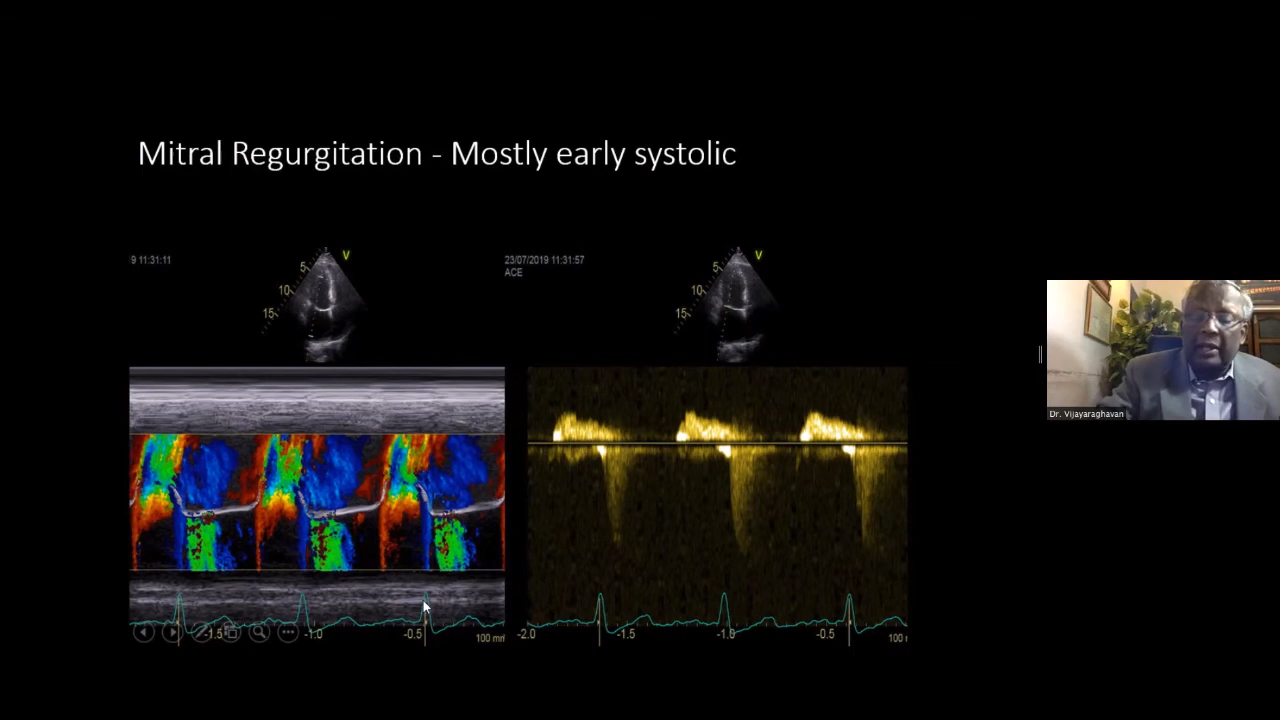 Mitral Regurgitation - Mostly early systolic
9 11:31:11
V
5
10
15
23/07/2019 11:31:57
ACE
V
5
10
15
Dr. Vijayaraghavan
-1.5
-1.0
-0.5
100 mm
-2.0
-1.5
-1.0
-0.5
100